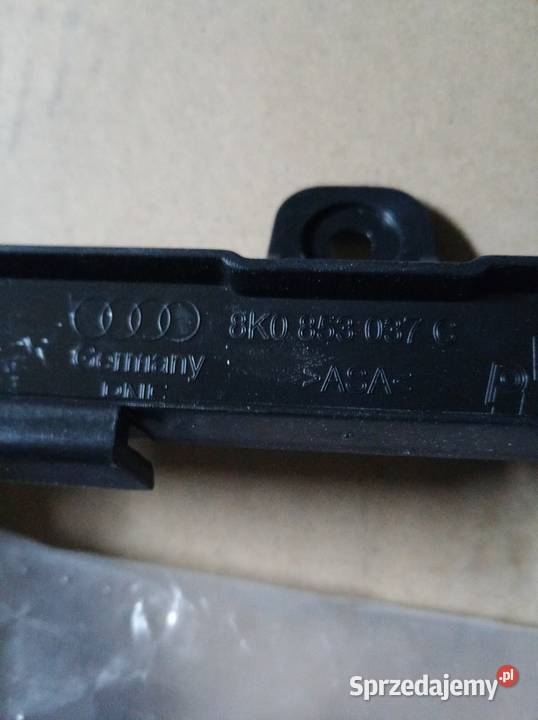 8K0 853 037 C
Germany
>ASA<
R
Sprzedajemy.pl